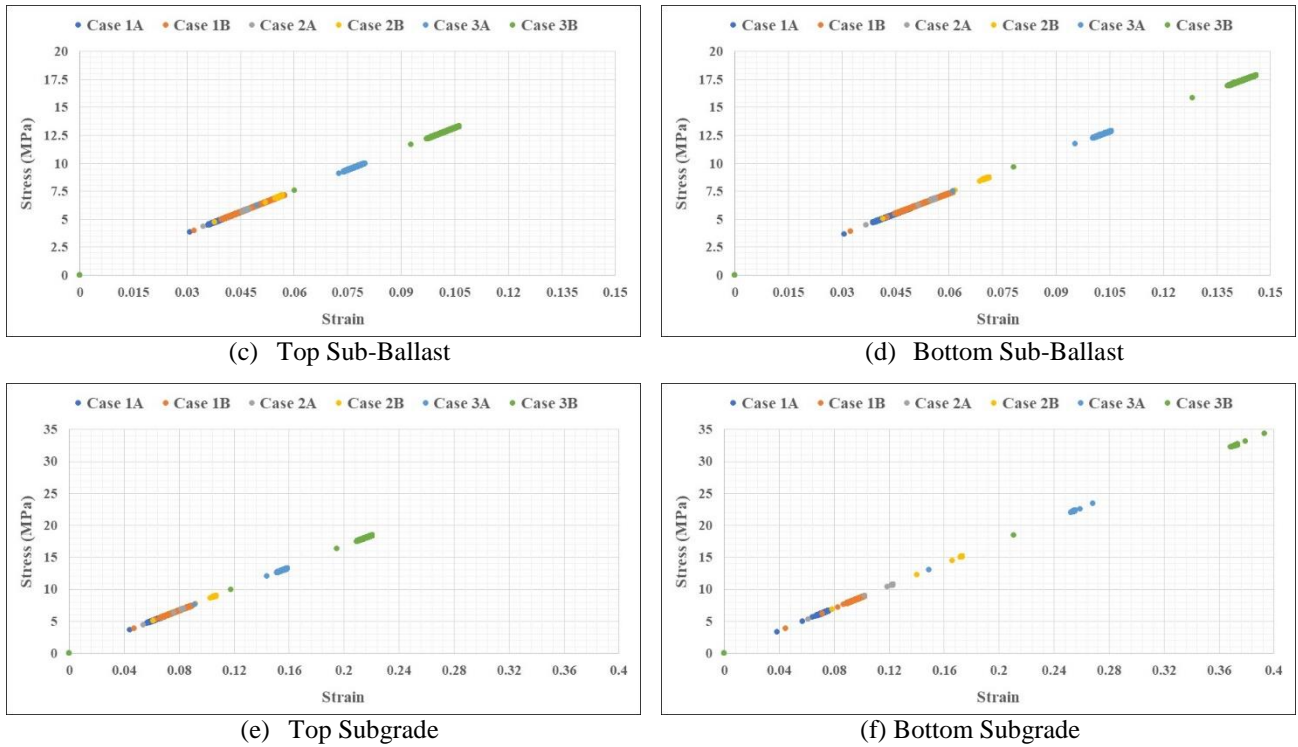 Case 1A Case 1B Case 2A Case 2B Case 3A Case 3B
20
17.5
15
12.5
10
7.5
5
2.5
0
Stress (MPa)
0 0.015 0.03 0.045 0.06 0.075 0.09 0.105 0.12 0.135 0.15
Strain
(c) Top Sub-Ballast
Case 1A Case 1B Case 2A Case 2B Case 3A Case 3B
20
17.5
15
12.5
10
7.5
5
2.5
0
Stress (MPa)
0 0.015 0.03 0.045 0.06 0.075 0.09 0.105 0.12 0.135 0.15
Strain
(d) Bottom Sub-Ballast
Case 1A Case 1B Case 2A Case 2B Case 3A Case 3B
35
30
25
20
15
10
5
0
Stress (MPa)
0 0.04 0.08 0.12 0.16 0.2 0.24 0.28 0.32 0.36 0.4
Strain
(e) Top Subgrade
Case 1A Case 1B Case 2A Case 2B Case 3A Case 3B
35
30
25
20
15
10
5
0
Stress (MPa)
0 0.04 0.08 0.12 0.16 0.2 0.24 0.28 0.32 0.36 0.4
Strain
(f) Bottom Subgrade